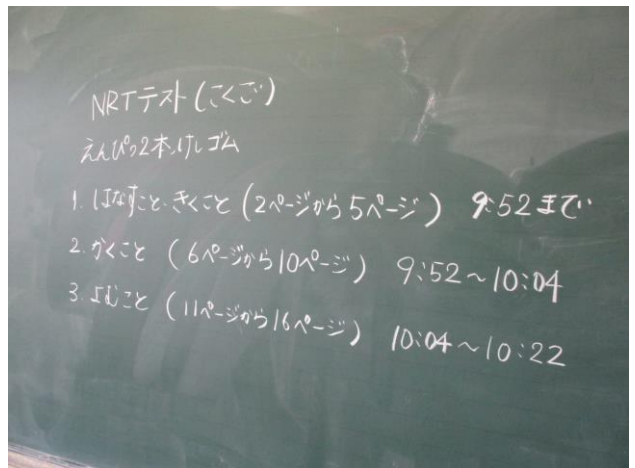 NRTテスト(こくご)
えんぴつ2本、けしゴム
1. はなすこと・きくこと (2ページから5ページ) 9:52まで
2. かくこと (6ページから10ページ) 9:52~10:04
3. よむこと (11ページから16ページ) 10:04~10:22